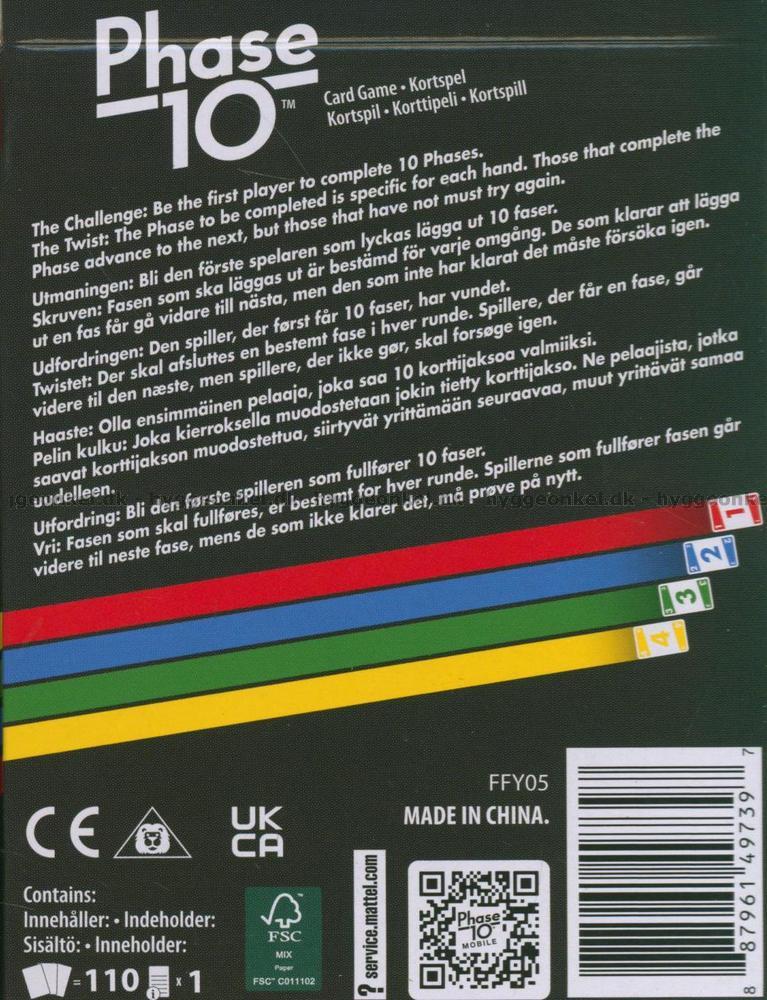 Phase
10™
Card Game • Kortspel
Kortspil • Korttipeli • Kortspill
The Challenge: Be the first player to complete 10 Phases.
The Twist: The Phase to be completed is specific for each hand. Those that complete the
Phase advance to the next, but those that have not must try again.
Utmaningen: Bli den förste spelaren som lyckas lägga ut 10 faser.
Skruven: Fasen som ska läggas ut är bestämd för varje omgång. De som klarar att lägga
ut en fas får gå vidare till nästa, men den som inte har klarat det måste försöka igen.
Udfordringen: Den spiller, der først får 10 faser, har vundet.
Twistet: Der skal afsluttes en bestemt fase i hver runde. Spillere, der får en fase, går
videre til den næste, men spillere, der ikke gør, skal forsøge igen.
Haaste: Olla ensimmäinen pelaaja, joka saa 10 korttijaksoa valmiiksi.
Pelin kulku: Joka kierroksella muodostetaan jokin tietty korttijakso. Ne pelaajista, jotka
saavat korttijakson muodostettua, siirtyvät yrittämään seuraavaa, muut yrittävät samaa
uudelleen.
hyggeonkel.dk - hyggeonkel.dk - hyggeonkel.dk - hyggeonkel.dk
Utfordring: Bli den første spilleren som fullfører 10 faser.
Vri: Fasen som skal fullføres, er bestemt for hver runde. Spillerne som fullfører fasen går
videre til neste fase, mens de som ikke klarer det, må prøve på nytt.
1
2
3
4
FFY05
MADE IN CHINA.
CE
UK
CA
Contains:
Innehåller: • Indeholder:
Sisältö: • Inneholder:
= 110 x 1
FSC™
MIX
Paper
FSC™ C011102
? service.mattel.com
Phase
10
MOBILE
8 87961 49739 7